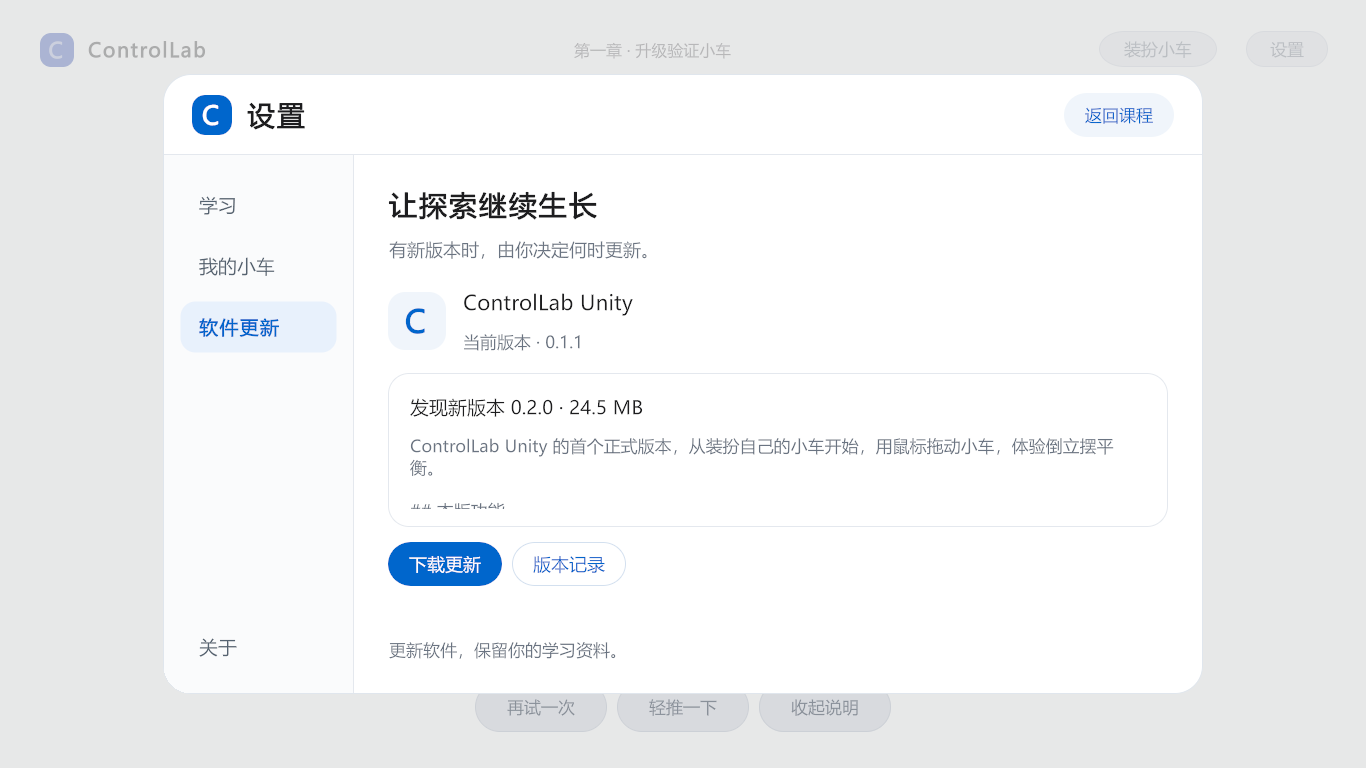 C ControlLab
第一章 · 升级验证小车
装扮小车
设置
C 设置
返回课程
学习
我的小车
软件更新
关于
让探索继续生长
有新版本时，由你决定何时更新。
C
ControlLab Unity
当前版本 · 0.1.1
发现新版本 0.2.0 · 24.5 MB
ControlLab Unity 的首个正式版本，从装扮自己的小车开始，用鼠标拖动小车，体验倒立摆平
衡。
## 本版功能
下载更新
版本记录
更新软件，保留你的学习资料。
再试一次
轻推一下
收起说明